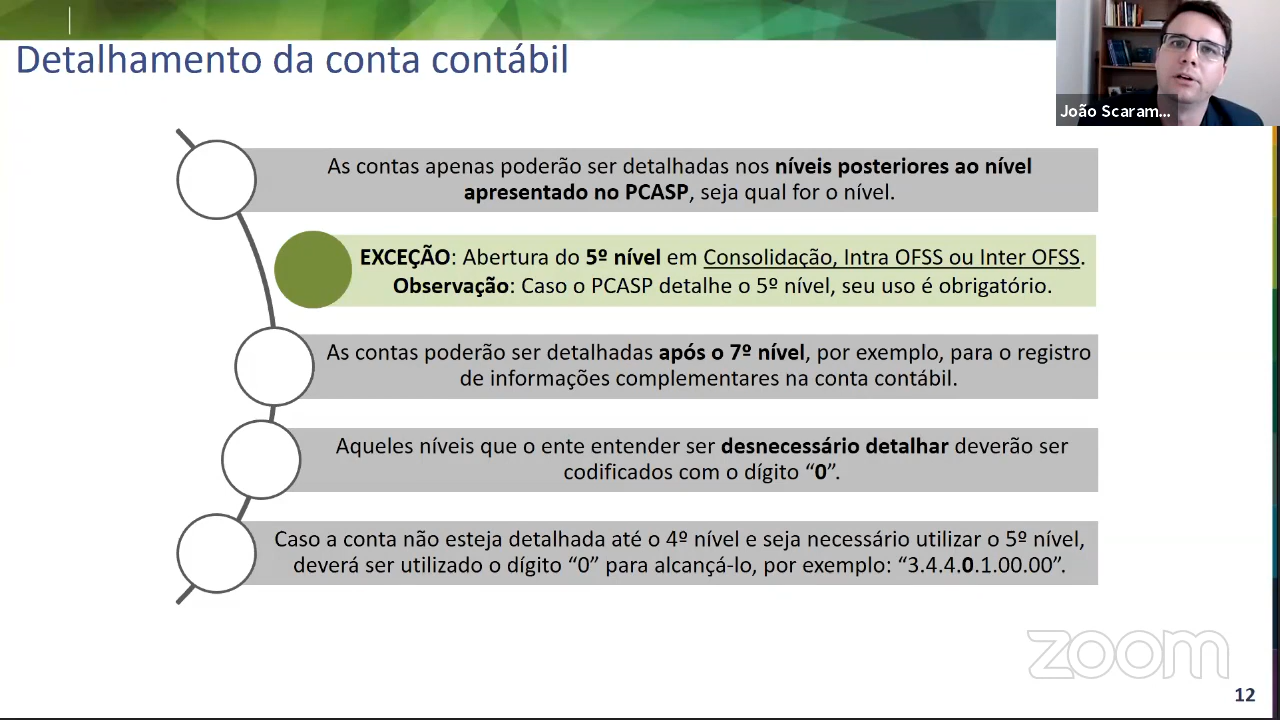 Detalhamento da conta contábil
João Scaram...
As contas apenas poderão ser detalhadas nos níveis posteriores ao nível
apresentado no PCASP, seja qual for o nível.
EXCEÇÃO: Abertura do 5º nível em Consolidação, Intra OFSS ou Inter OFSS.
Observação: Caso o PCASP detalhe o 5º nível, seu uso é obrigatório.
As contas poderão ser detalhadas após o 7º nível, por exemplo, para o registro
de informações complementares na conta contábil.
Aqueles níveis que o ente entender ser desnecessário detalhar deverão ser
codificados com o dígito “0”.
Caso a conta não esteja detalhada até o 4º nível e seja necessário utilizar o 5º nível,
deverá ser utilizado o dígito “0” para alcançá-lo, por exemplo: “3.4.4.0.1.00.00”.
zoom
12